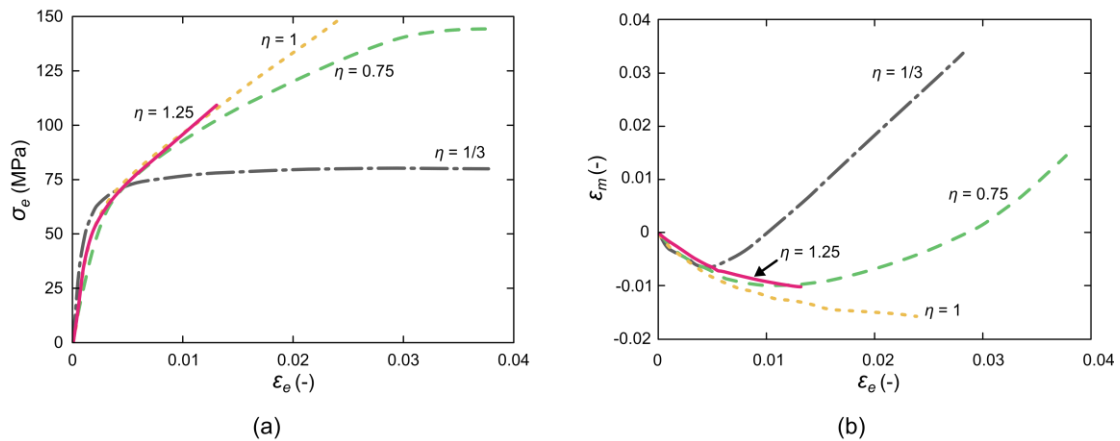 150
125
100
75
50
25
0
σe (MPa)
η = 1
η = 0.75
η = 1.25
η = 1/3
0
0.01
0.02
0.03
0.04
εe (-)
(a)
0.04
0.03
0.02
0.01
0
-0.01
-0.02
εm (-)
η = 1/3
η = 0.75
η = 1.25
η = 1
0
0.01
0.02
0.03
0.04
εe (-)
(b)